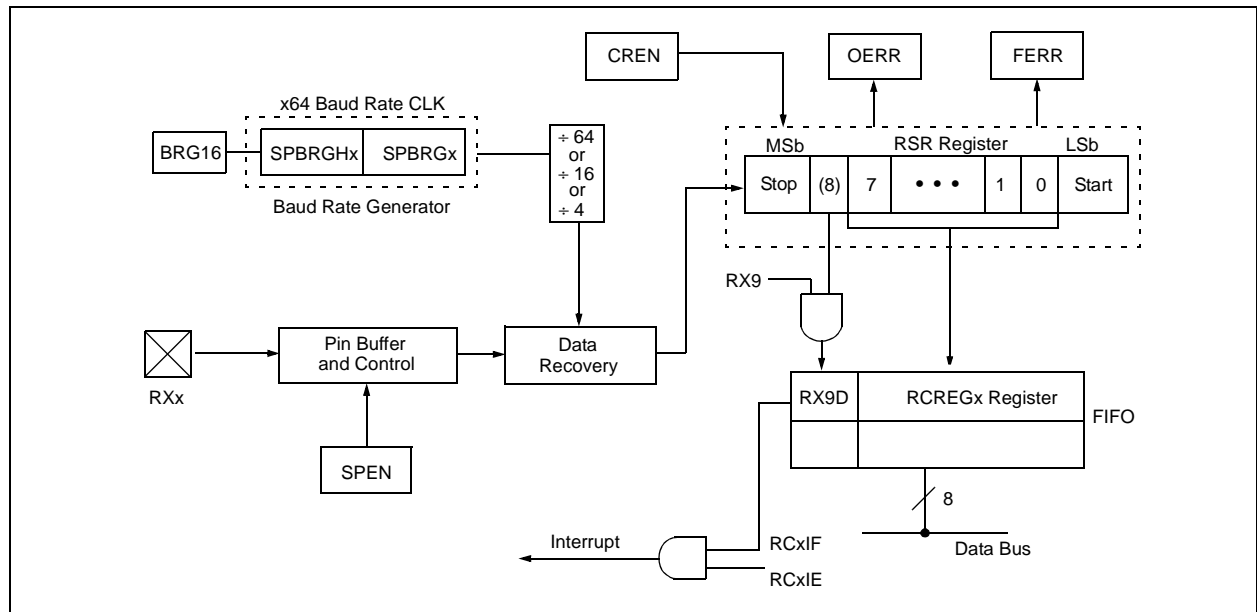 CREN
OERR
FERR
x64 Baud Rate CLK
BRG16
SPBRGHx
SPBRGx
Baud Rate Generator
÷ 64
or
÷ 16
or
÷ 4
MSb
RSR Register
LSb
Stop
(8)
7
• • •
1
0
Start
RX9
Pin Buffer
and Control
Data
Recovery
RXx
SPEN
RX9D
RCREGx Register
FIFO
8
Data Bus
Interrupt
RCxIF
RCxIE